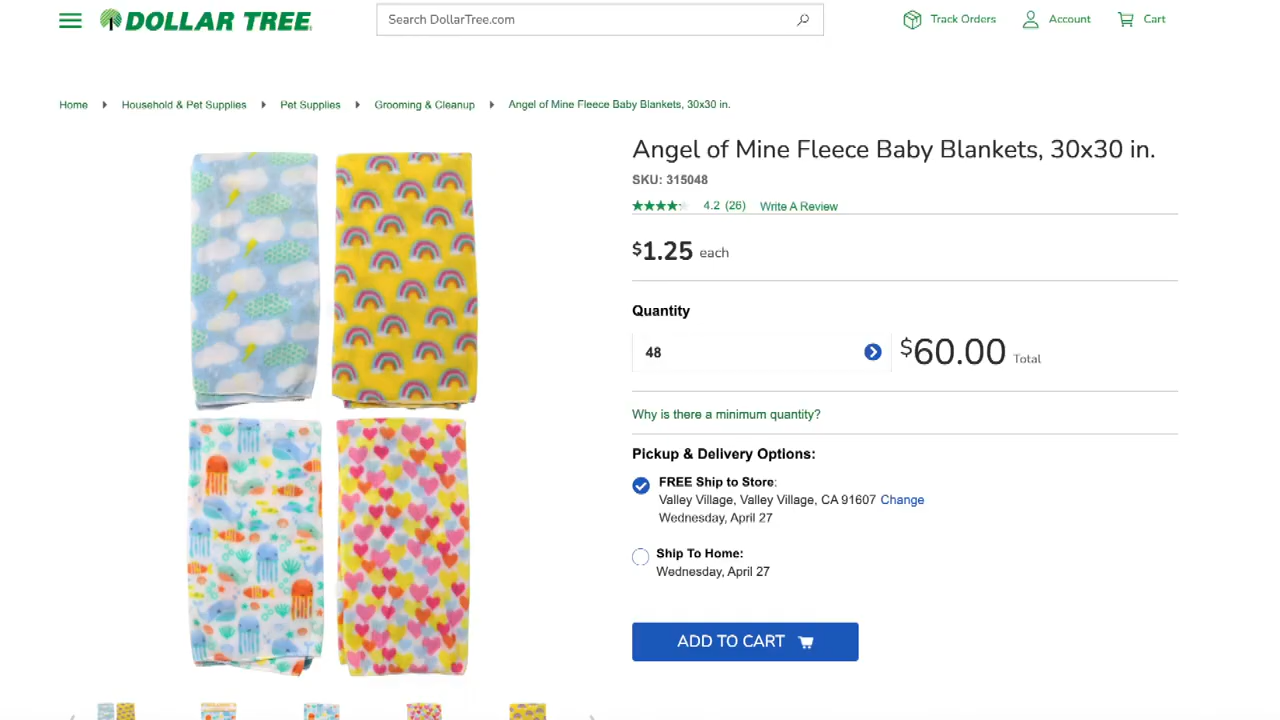 DOLLAR TREE
Search DollarTree.com
Track Orders
Account
Cart
Home
Household & Pet Supplies
Pet Supplies
Grooming & Cleanup
Angel of Mine Fleece Baby Blankets, 30x30 in.
Angel of Mine Fleece Baby Blankets, 30x30 in.
SKU: 315048
4.2 (26) Write A Review
$1.25 each
Quantity
48
$60.00 Total
Why is there a minimum quantity?
Pickup & Delivery Options:
FREE Ship to Store:
Valley Village, Valley Village, CA 91607 Change
Wednesday, April 27
Ship To Home:
Wednesday, April 27
ADD TO CART